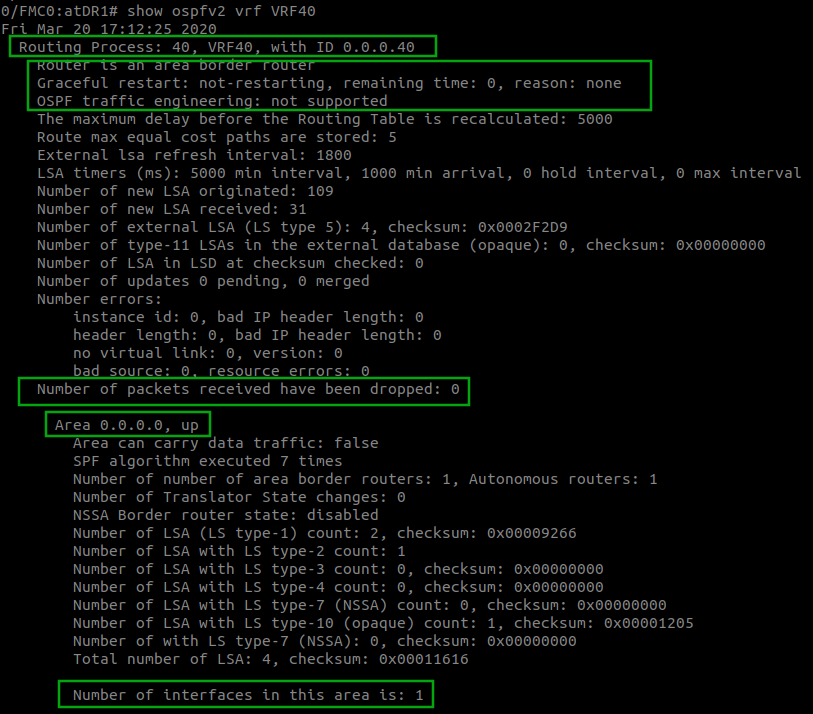 0/FMC0:atDR1# show ospfv2 vrf VRF40
Fri Mar 20 17:12:25 2020
Routing Process: 40, VRF40, with ID 0.0.0.40
Router is an area border router
Graceful restart: not-restarting, remaining time: 0, reason: none
OSPF traffic engineering: not supported
The maximum delay before the Routing Table is recalculated: 5000
Route max equal cost paths are stored: 5
External lsa refresh interval: 1800
LSA timers (ms): 5000 min interval, 1000 min arrival, 0 hold interval, 0 max interval
Number of new LSA originated: 109
Number of new LSA received: 31
Number of external LSA (LS type 5): 4, checksum: 0x0002F2D9
Number of type-11 LSAs in the external database (opaque): 0, checksum: 0x00000000
Number of LSA in LSD at checksum checked: 0
Number of updates 0 pending, 0 merged
Number errors:
instance id: 0, bad IP header length: 0
header length: 0, bad IP header length: 0
no virtual link: 0, version: 0
bad source: 0, resource errors: 0
Number of packets received have been dropped: 0
Area 0.0.0.0, up
Area can carry data traffic: false
SPF algorithm executed 7 times
Number of number of area border routers: 1, Autonomous routers: 1
Number of Translator State changes: 0
NSSA Border router state: disabled
Number of LSA (LS type-1) count: 2, checksum: 0x00009266
Number of LSA with LS type-2 count: 1
Number of LSA with LS type-3 count: 0, checksum: 0x00000000
Number of LSA with LS type-4 count: 0, checksum: 0x00000000
Number of LSA with LS type-7 (NSSA) count: 0, checksum: 0x00000000
Number of LSA with LS type-10 (opaque) count: 1, checksum: 0x00001205
Number of with LS type-7 (NSSA): 0, checksum: 0x00000000
Total number of LSA: 4, checksum: 0x00011616
Number of interfaces in this area is: 1